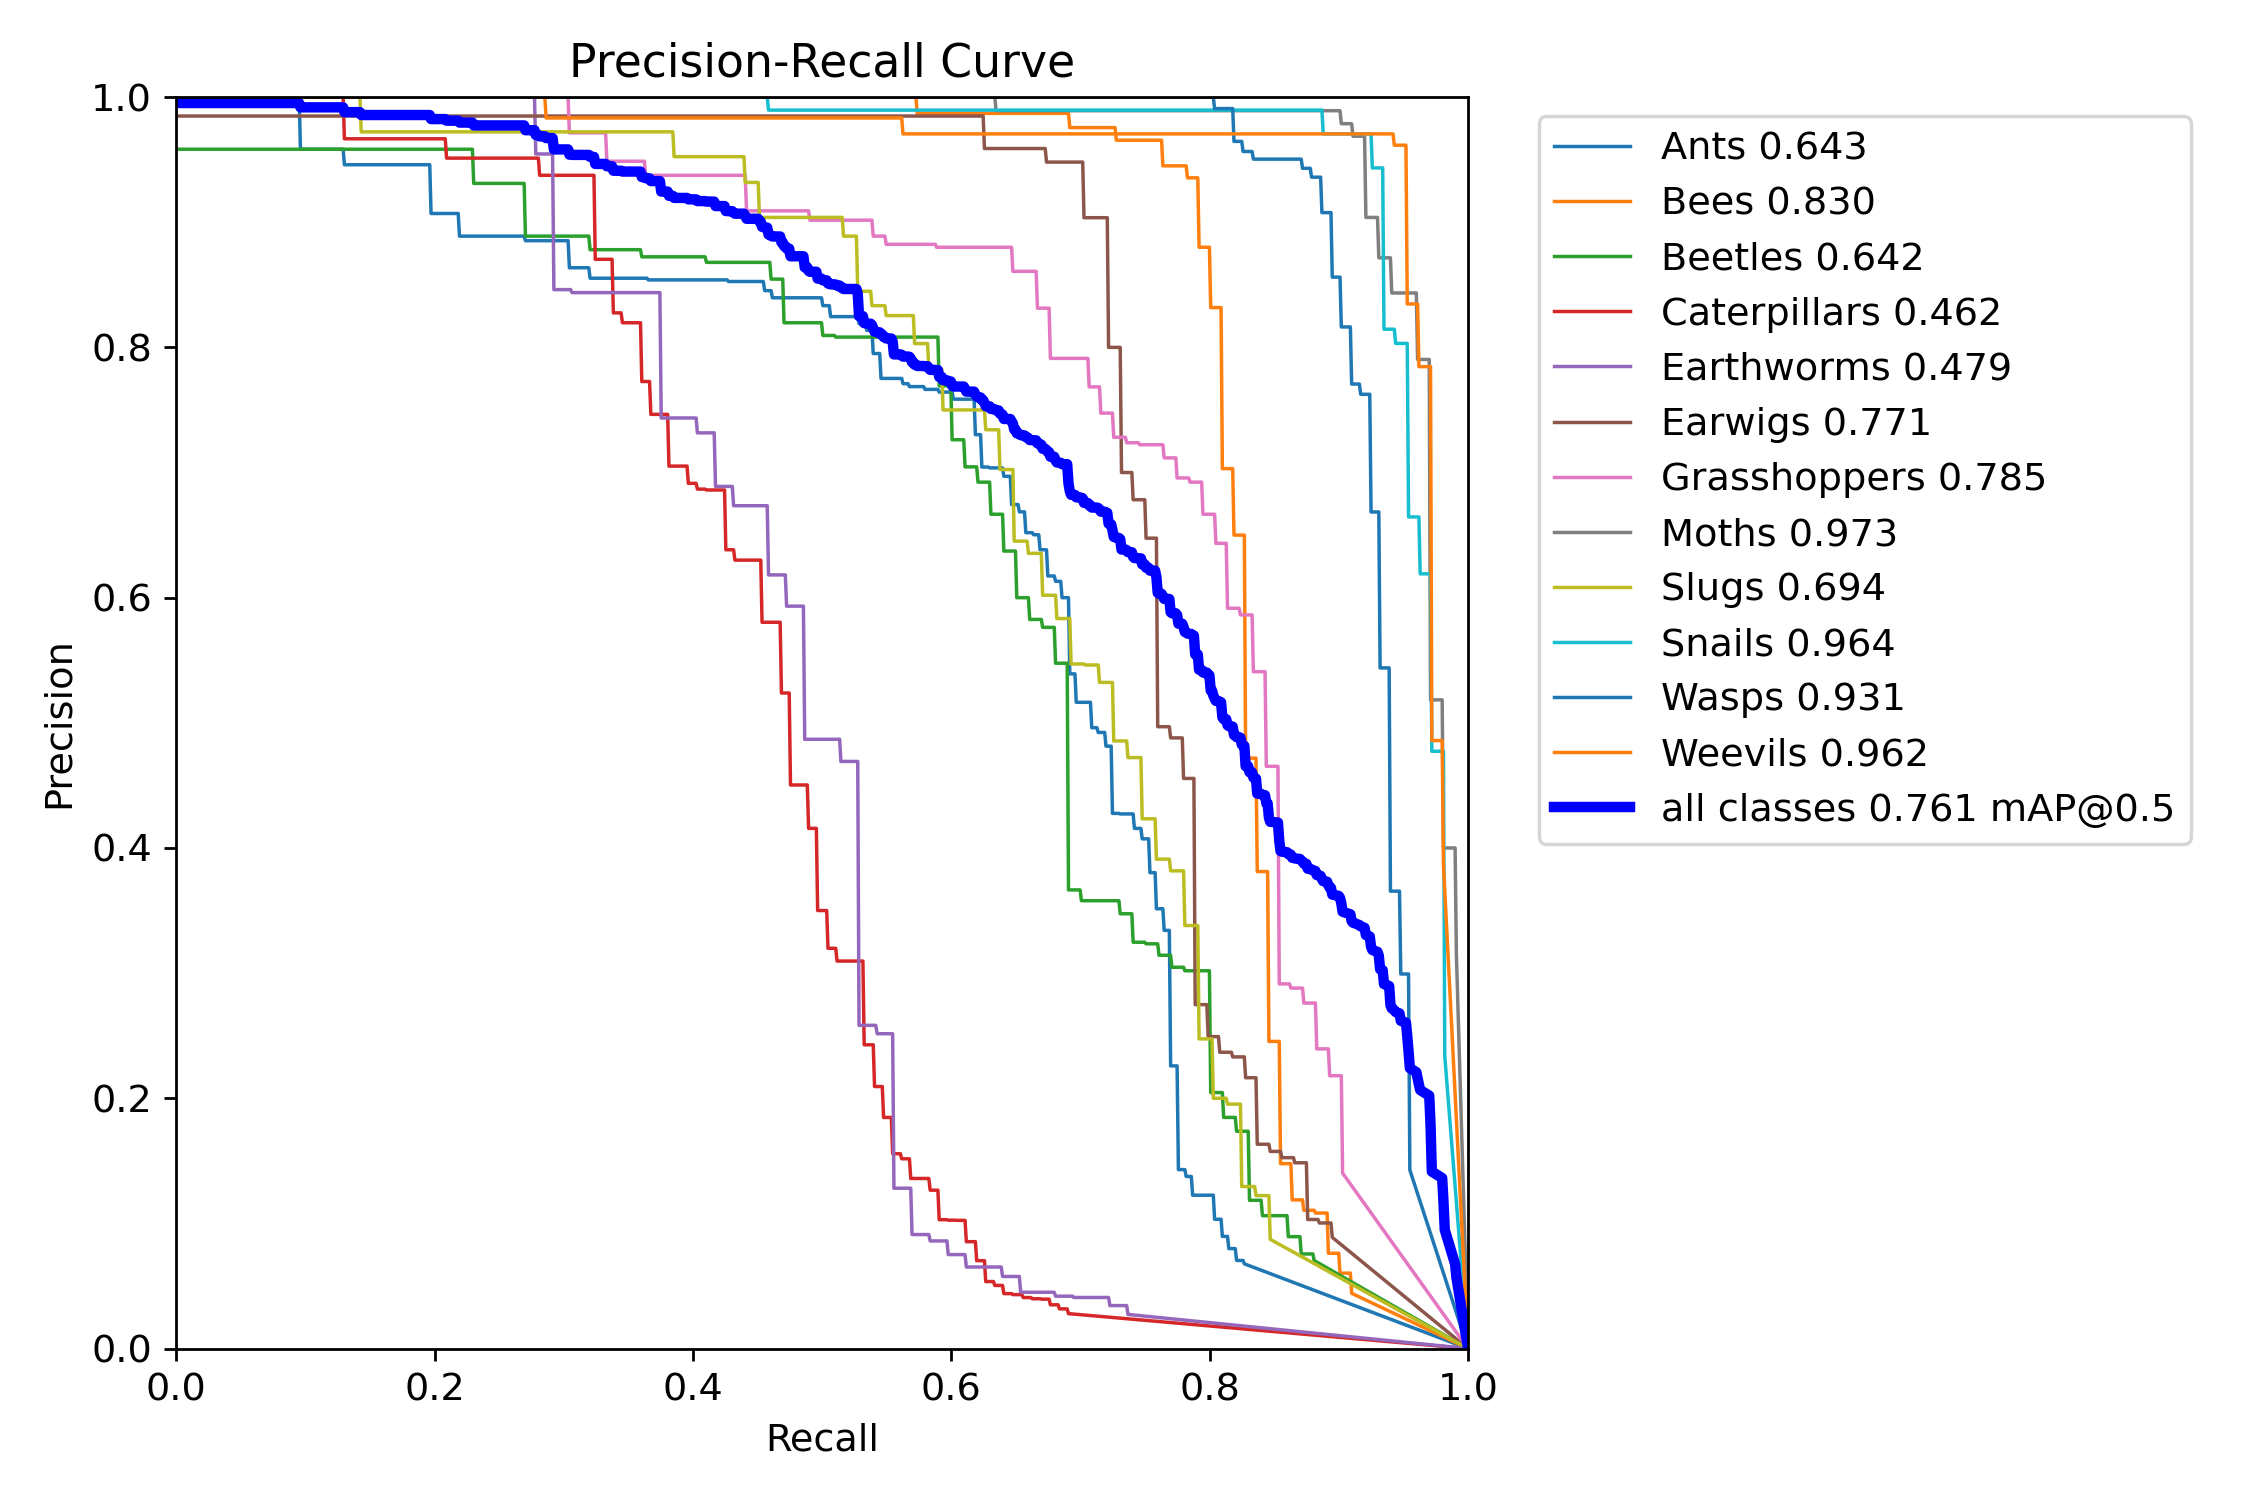 Precision-Recall Curve
1.0
0.8
0.6
0.4
0.2
0.0
Precision
0.0 0.2 0.4 0.6 0.8 1.0
Recall
Ants 0.643
Bees 0.830
Beetles 0.642
Caterpillars 0.462
Earthworms 0.479
Earwigs 0.771
Grasshoppers 0.785
Moths 0.973
Slugs 0.694
Snails 0.964
Wasps 0.931
Weevils 0.962
all classes 0.761 mAP@0.5